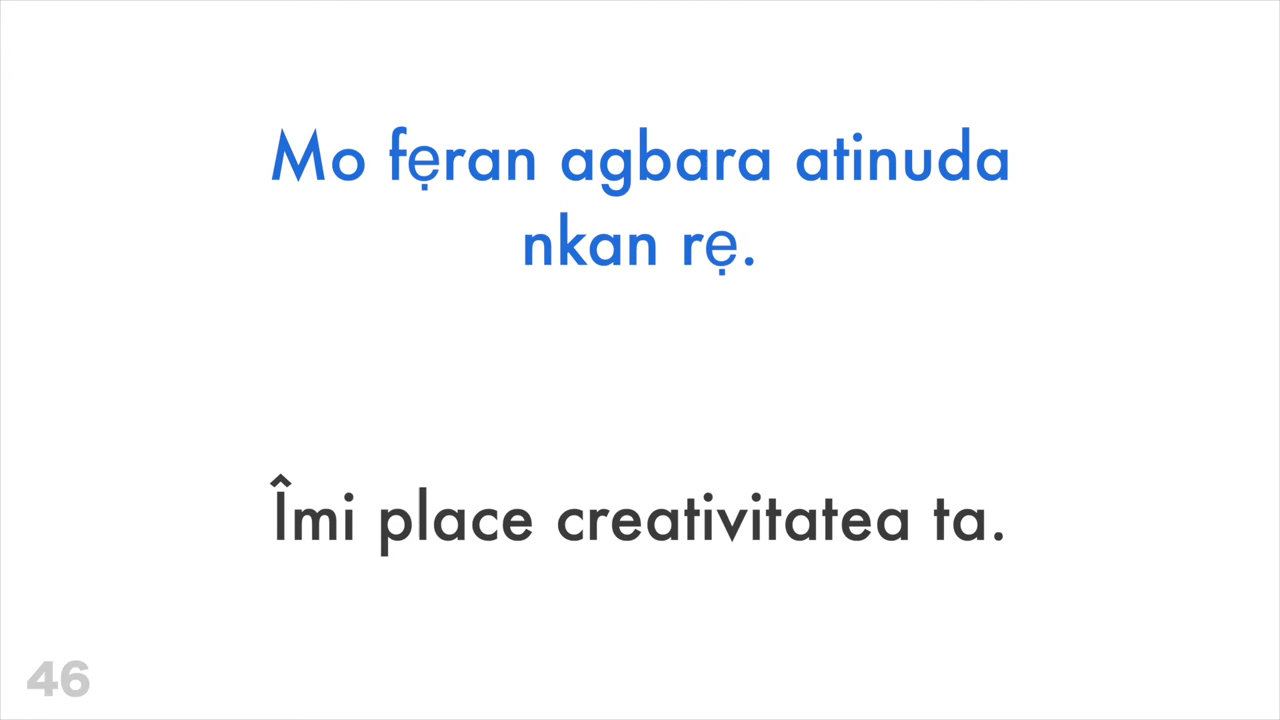 Mo fẹran agbara atinuda
nkan rẹ.
Îmi place creativitatea ta.
46